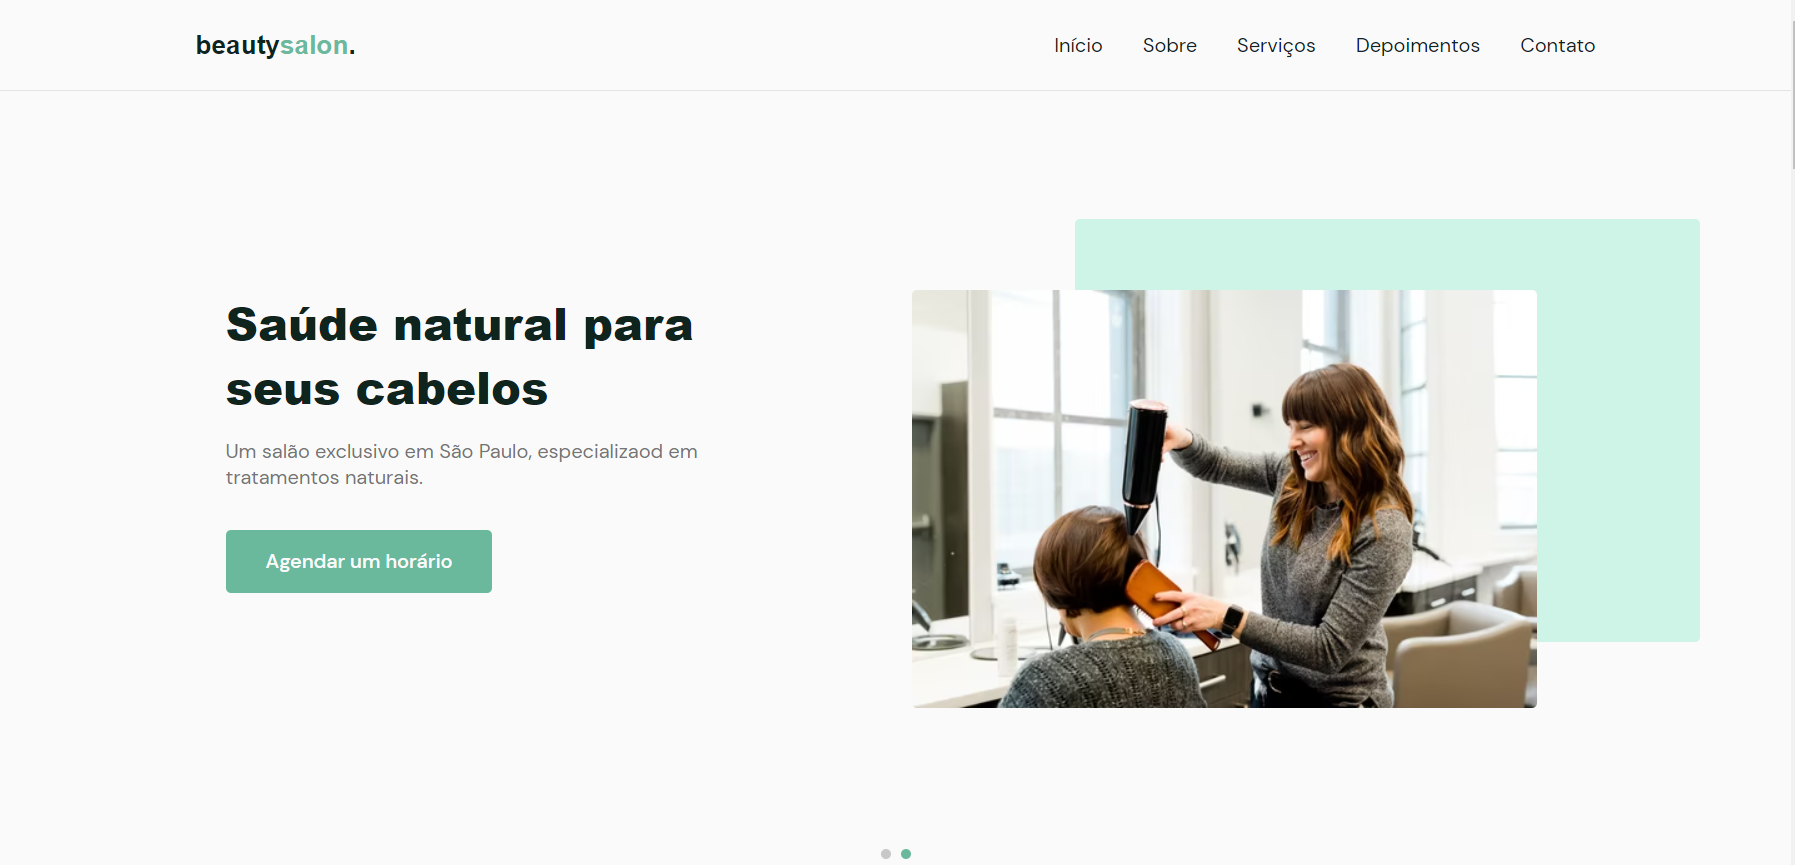 beautysalon.
Início Sobre Serviços Depoimentos Contato
Saúde natural para
seus cabelos
Um salão exclusivo em São Paulo, especializaod em
tratamentos naturais.
Agendar um horário